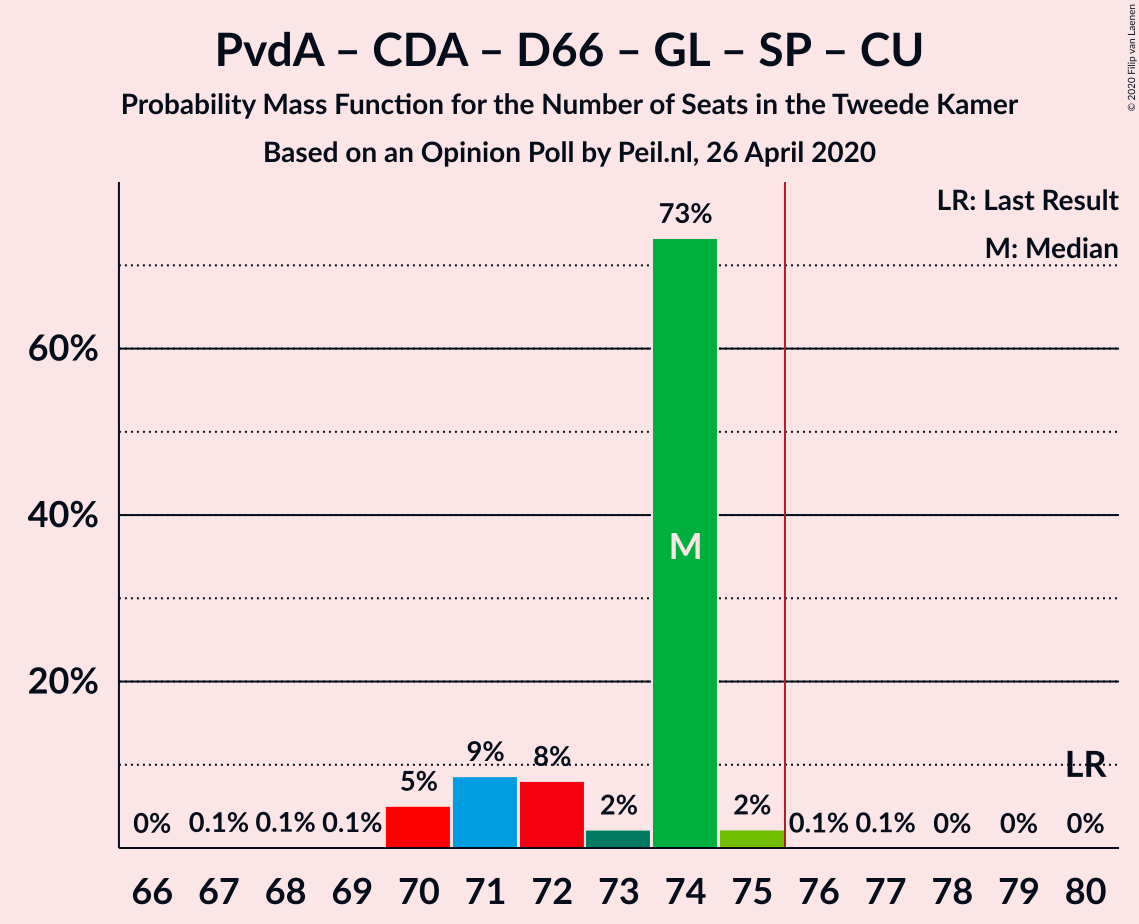 PvdA – CDA – D66 – GL – SP – CU
Probability Mass Function for the Number of Seats in the Tweede Kamer
Based on an Opinion Poll by Peil.nl, 26 April 2020
© 2020 Filip van Laenen
LR: Last Result
M: Median
73%
60%
40%
M
20%
9%
8%
LR
5%
2%
2%
0% 0.1% 0.1% 0.1% 0.1% 0.1% 0% 0% 0%
66 67 68 69 70 71 72 73 74 75 76 77 78 79 80